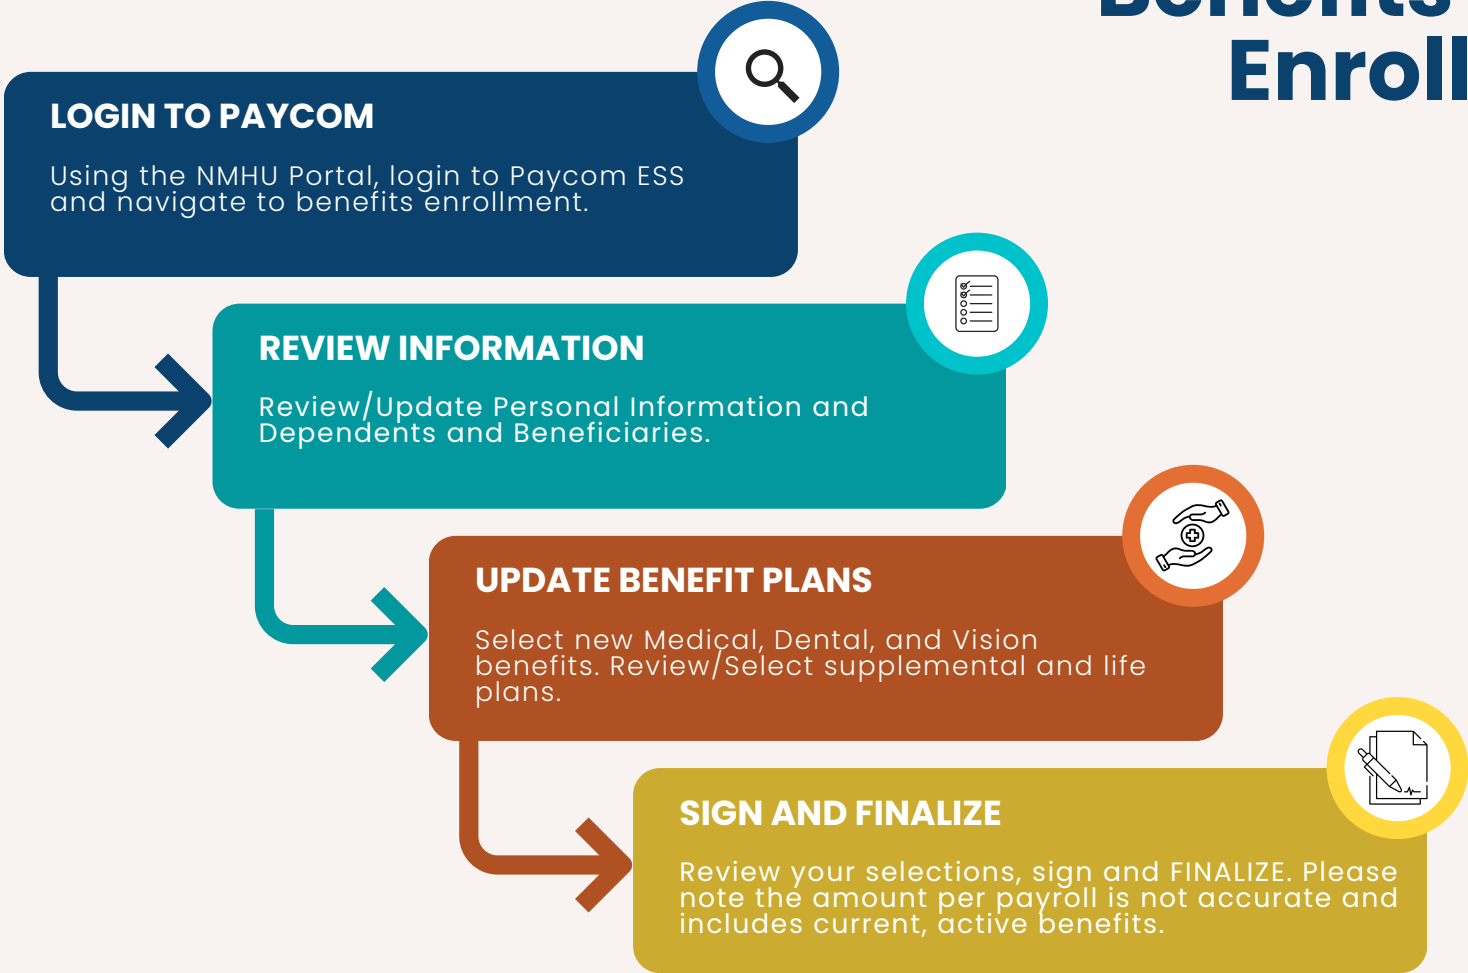 Benefits
Enroll
LOGIN TO PAYCOM
Using the NMHU Portal, login to Paycom ESS
and navigate to benefits enrollment.
REVIEW INFORMATION
Review/Update Personal Information and
Dependents and Beneficiaries.
UPDATE BENEFIT PLANS
Select new Medical, Dental, and Vision
benefits. Review/Select supplemental and life
plans.
SIGN AND FINALIZE
Review your selections, sign and FINALIZE. Please
note the amount per payroll is not accurate and
includes current, active benefits.